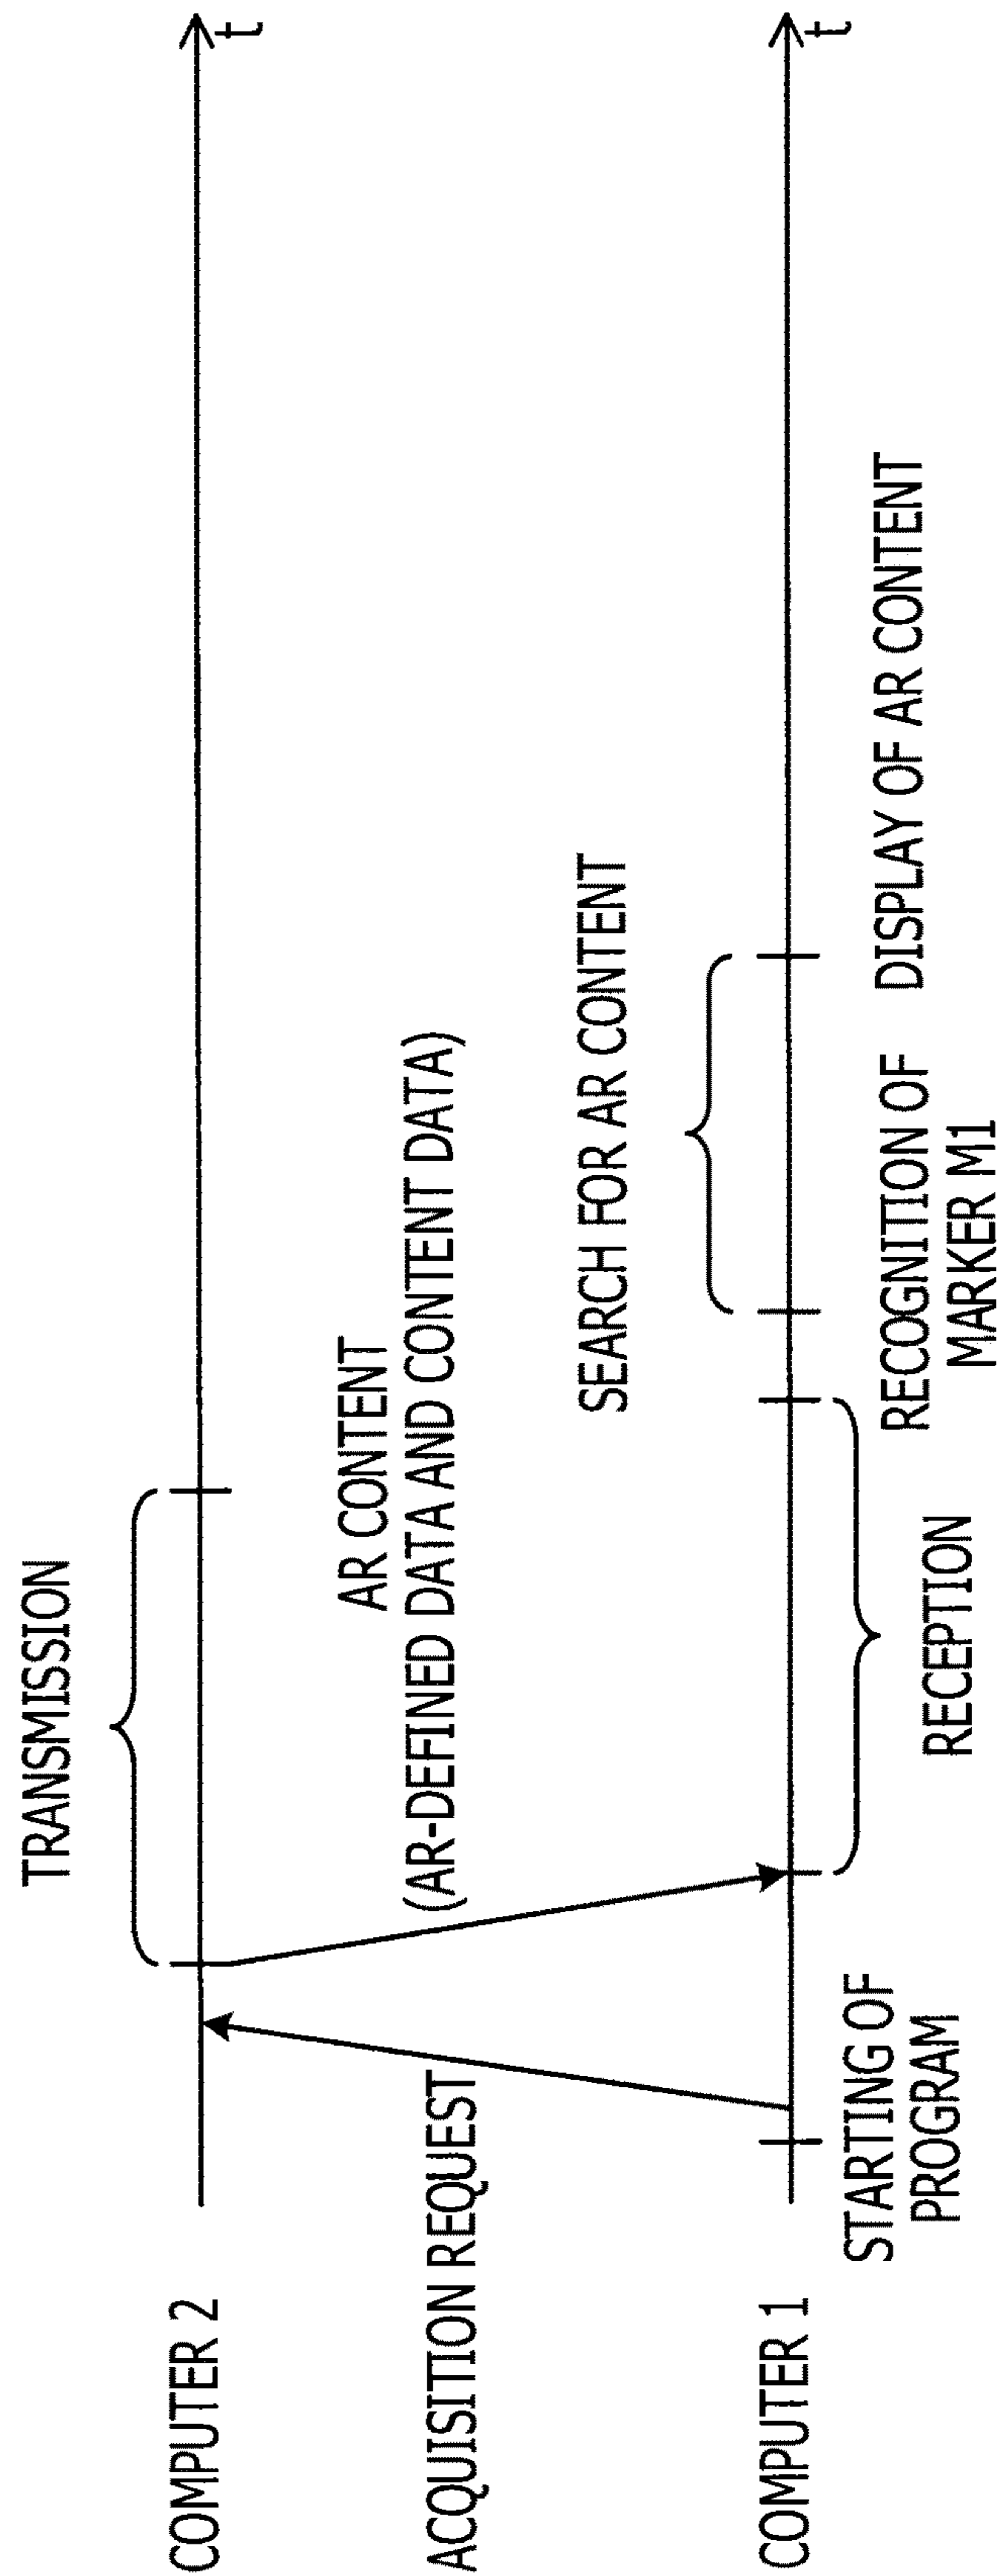 TRANSMISSION
COMPUTER 2
t
AR CONTENT
(AR-DEFINED DATA AND CONTENT DATA)
ACQUISITION REQUEST
SEARCH FOR AR CONTENT
COMPUTER 1
t
STARTING OF
PROGRAM
RECEPTION
RECOGNITION OF
MARKER M1
DISPLAY OF AR CONTENT